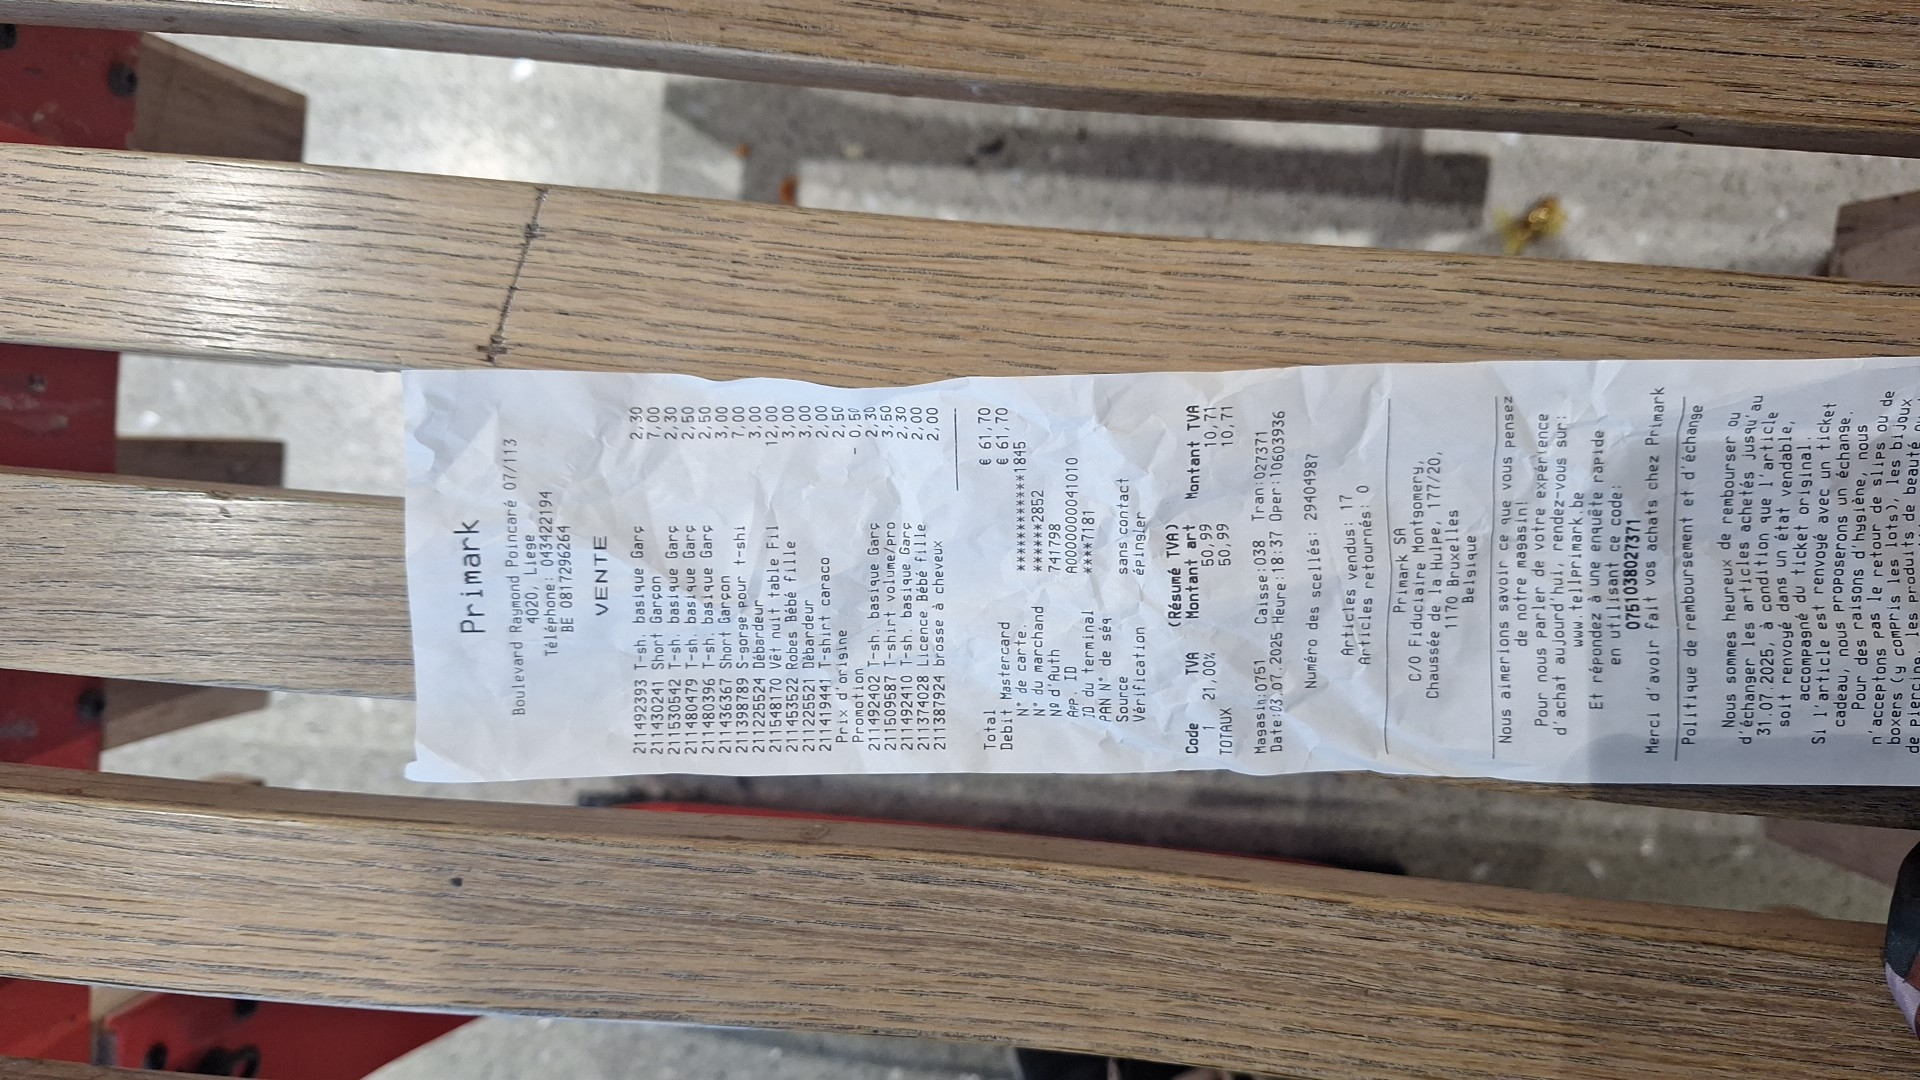 Primark
Boulevard Raymond Poincaré 07/113
4020, Liege
Téléphone: 043422194
BE 0817296264
VENTE
211492393 T-sh. basique Garç 2,30
211430241 Short Garçon 7,00
211530542 T-sh. basique Garç 2,30
211480479 T-sh. basique Garç 2,50
211480396 T-sh. basique Garç 2,50
211436367 Short Garçon 3,00
211398789 S-gorge pour t-shi 7,00
211225524 Débardeur 3,00
211548170 Vêt nuit table Fil 12,00
211453522 Robes Bébé fille 3,00
211225521 Débardeur 3,00
211419441 T-shirt caraco 2,00
Prix d'origine 2,50
Promotion - 0,50
211492402 T-sh. basique Garç 2,30
211509587 T-shirt volume/pro 3,50
211492410 T-sh. basique Garç 2,30
211374028 Licence Bébé fille 2,00
211387924 brosse à cheveux 2,00
Total € 61,70
Debit Mastercard € 61,70
N° de carte. ************1845
N° du marchand ******2852
Nº d'Auth 741798
App. ID A0000000041010
ID du terminal ****7181
PAN N° de séq
Source sans contact
Vérification épingler
(Résumé TVA)
Code TVA Montant art Montant TVA
1 21,00% 50,99 10,71
TOTAUX 50,99 10,71
Magasin:0751 Caisse:038 Tran:027371
Date:03.07.2025 Heure:18:37 Oper:10603936
Numéro des scellés: 29404987
Articles vendus: 17
Articles retournés: 0
Primark SA
C/O Fiduciaire Montgomery,
Chaussée de la Hulpe, 177/20,
1170 Bruxelles
Belgique
Nous aimerions savoir ce que vous pensez
de notre magasin!
Pour nous parler de votre expérience
d'achat aujourd'hui, rendez-vous sur:
www.tellprimark.be
Et répondez à une enquête rapide
en utilisant ce code:
0751038027371
Merci d'avoir fait vos achats chez Primark
Politique de remboursement et d'échange
Nous sommes heureux de rembourser ou
d'échanger les articles achetés jusqu'au
31.07.2025, à condition que l'article
soit renvoyé dans un état vendable,
accompagné du ticket original.
Si l'article est renvoyé avec un ticket
cadeau, nous proposerons un échange.
Pour des raisons d'hygiène, nous
n'acceptons pas le retour de slips ou de
boxers (y compris les lots), les bijoux
de piercing, les produits de beauté